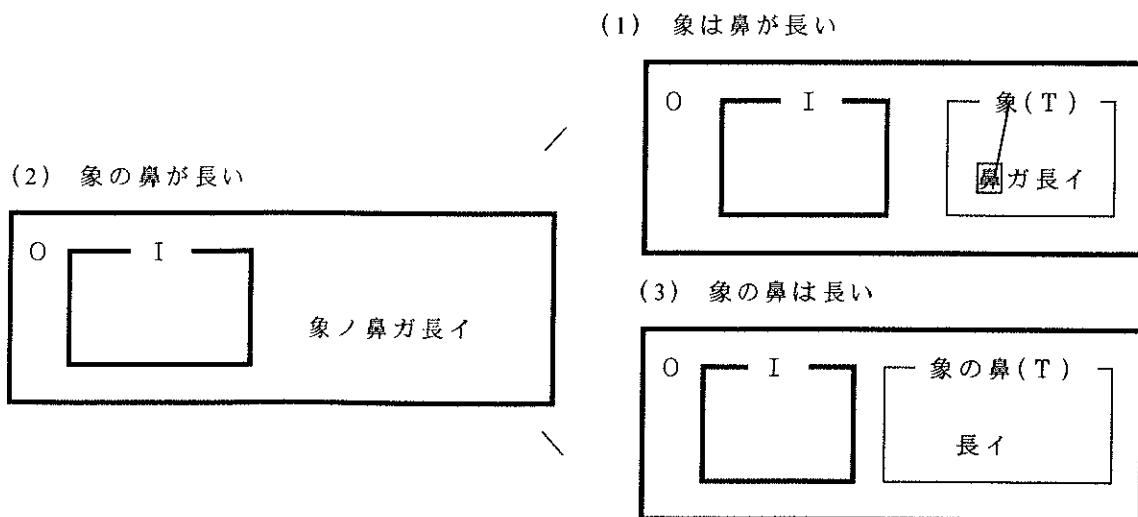 (1) 象は鼻が長い
O I 象(T)
鼻ガ長イ
(2) 象の鼻が長い
O I
象ノ鼻ガ長イ
(3) 象の鼻は長い
O I 象の鼻(T)
長イ